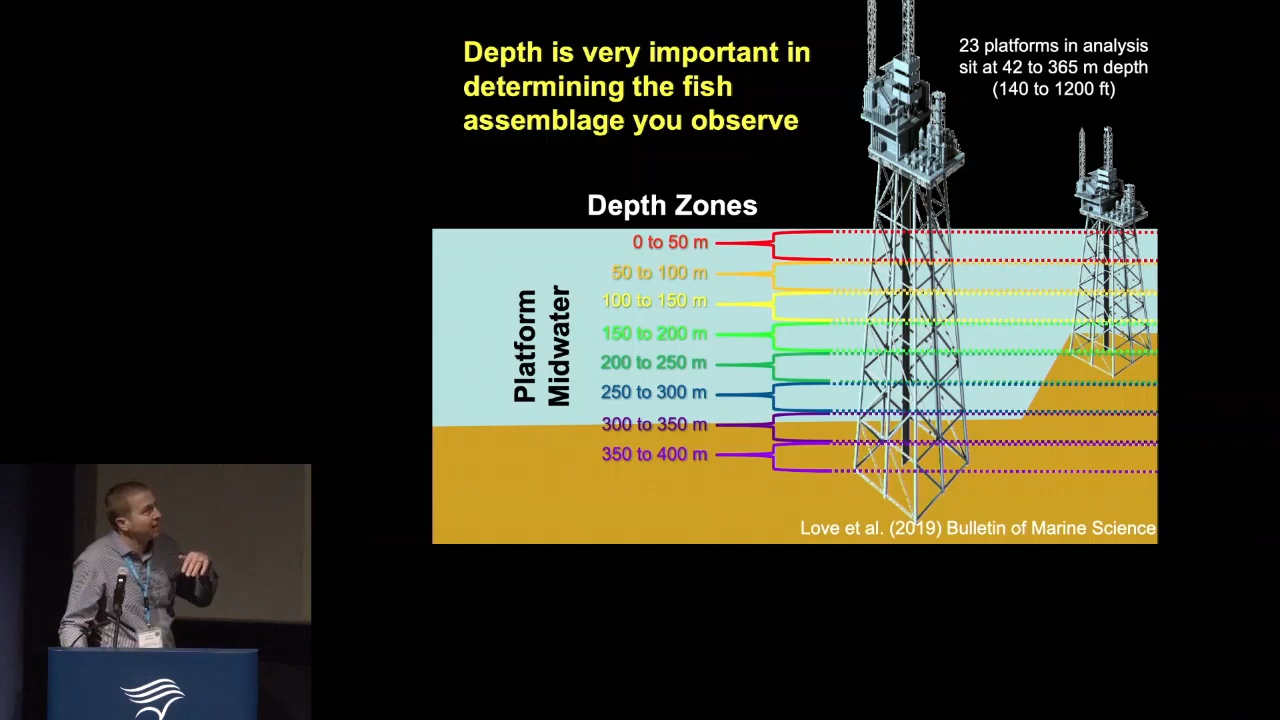 Depth is very important in
determining the fish
assemblage you observe
23 platforms in analysis
sit at 42 to 365 m depth
(140 to 1200 ft)
Depth Zones
0 to 50 m
50 to 100 m
100 to 150 m
150 to 200 m
200 to 250 m
250 to 300 m
300 to 350 m
350 to 400 m
Platform
Midwater
Love et al. (2019) Bulletin of Marine Science